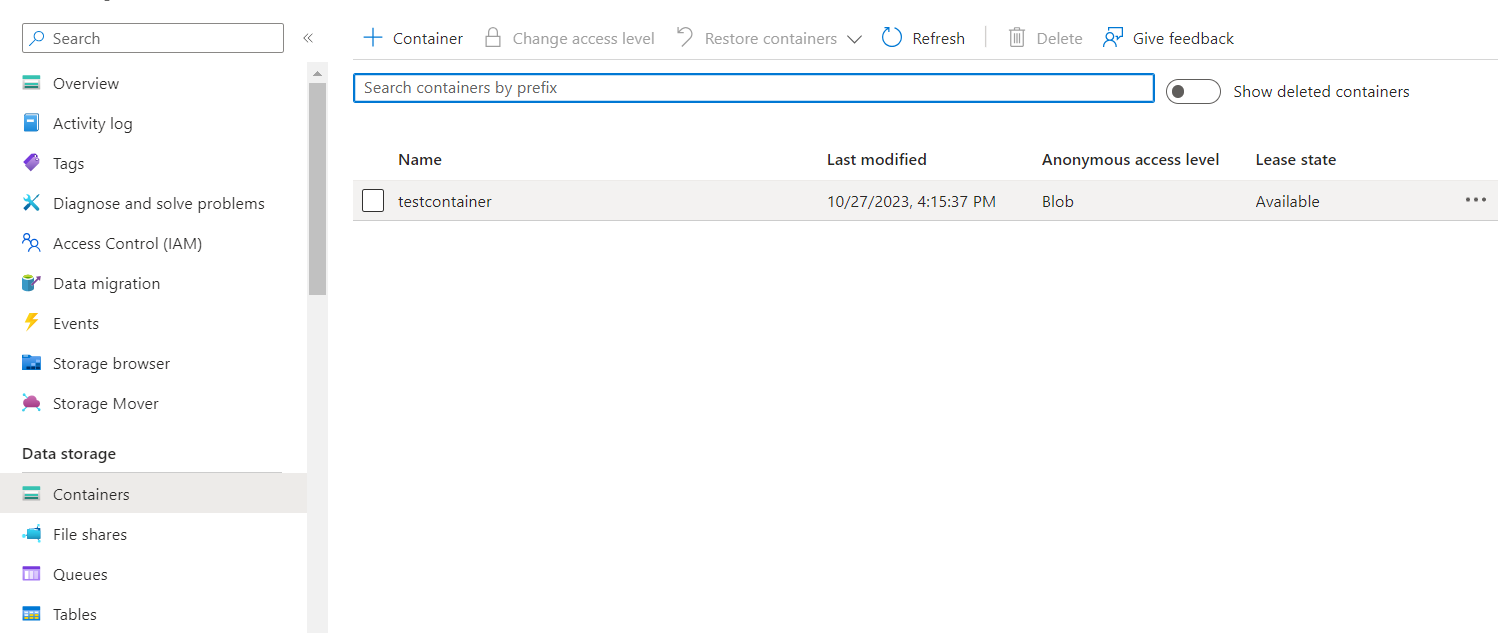 Search
«
Overview
Activity log
Tags
Diagnose and solve problems
Access Control (IAM)
Data migration
Events
Storage browser
Storage Mover
Data storage
Containers
File shares
Queues
Tables
Container Change access level Restore containers Refresh Delete Give feedback
Search containers by prefix Show deleted containers
Name Last modified Anonymous access level Lease state
testcontainer 10/27/2023, 4:15:37 PM Blob Available ...